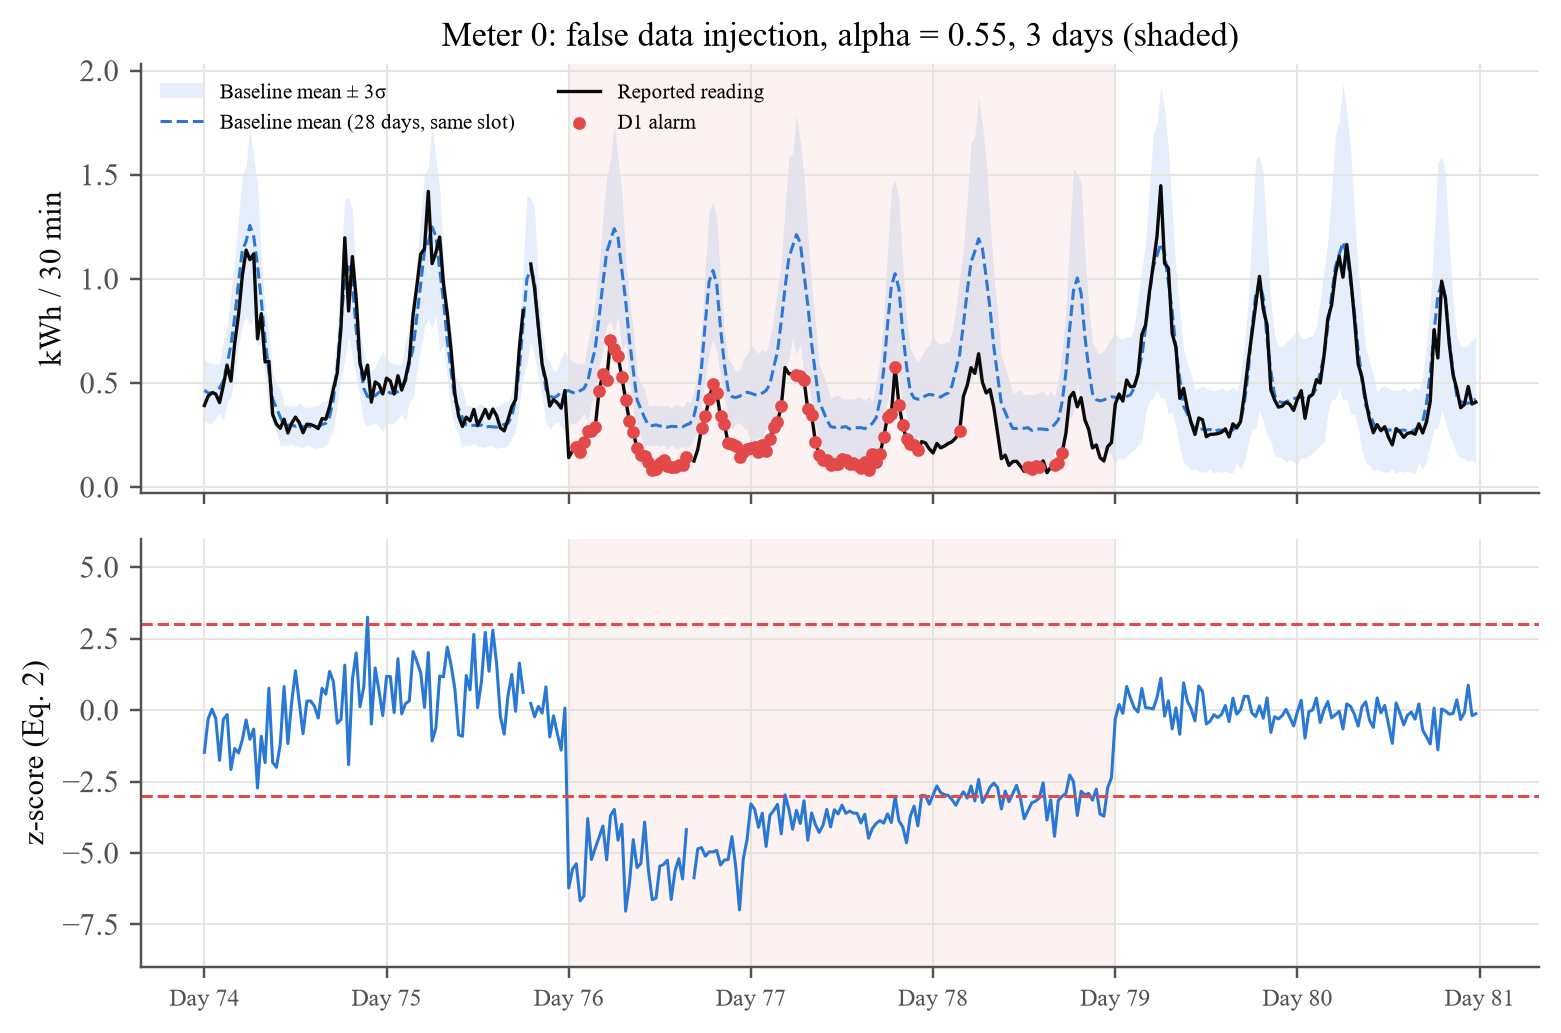 Meter 0: false data injection, alpha = 0.55, 3 days (shaded)
Baseline mean ± 3σ
Baseline mean (28 days, same slot)
Reported reading
D1 alarm
kWh / 30 min
2.0
1.5
1.0
0.5
0.0
z-score (Eq. 2)
5.0
2.5
0.0
−2.5
−5.0
−7.5
Day 74
Day 75
Day 76
Day 77
Day 78
Day 79
Day 80
Day 81